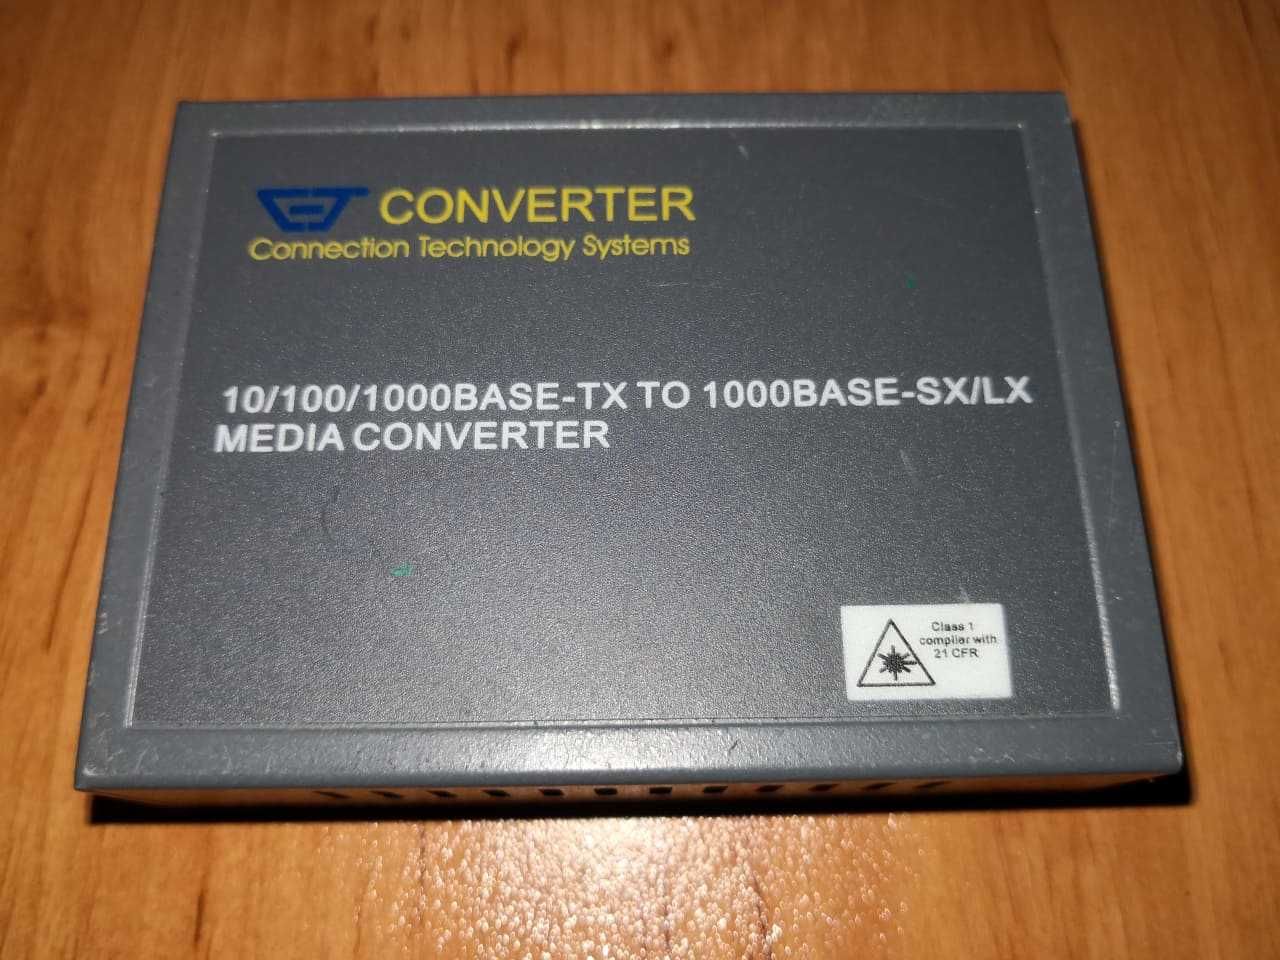 CONVERTER
Connection Technology Systems
10/100/1000BASE-TX TO 1000BASE-SX/LX
MEDIA CONVERTER
Class 1
complier with
21 CFR